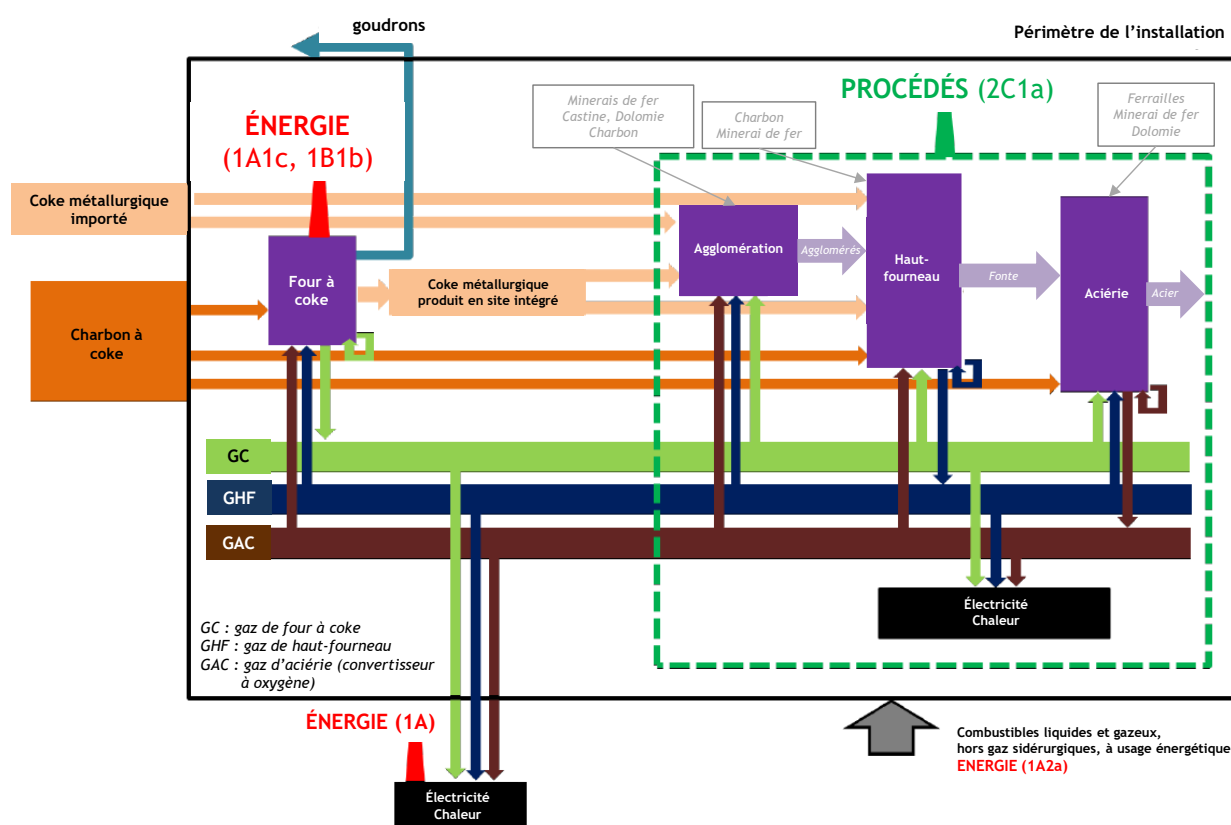 goudrons
Périmètre de l'installation
ÉNERGIE
(1A1c, 1B1b)
PROCÉDÉS (2C1a)
Minerais de fer
Castine, Dolomie
Charbon
Charbon
Minerai de fer
Ferrailles
Minerai de fer
Dolomie
Coke métallurgique
importé
Four à
coke
Coke métallurgique
produit en site intégré
Agglomération
Agglomérés
Haut-
fourneau
Fonte
Aciérie
Acier
Charbon à
coke
GC
GHF
GAC
Électricité
Chaleur
GC : gaz de four à coke
GHF : gaz de haut-fourneau
GAC : gaz d'aciérie (convertisseur
à oxygène)
ÉNERGIE (1A)
Électricité
Chaleur
Combustibles liquides et gazeux,
hors gaz sidérurgiques, à usage énergétique
ENERGIE (1A2a)